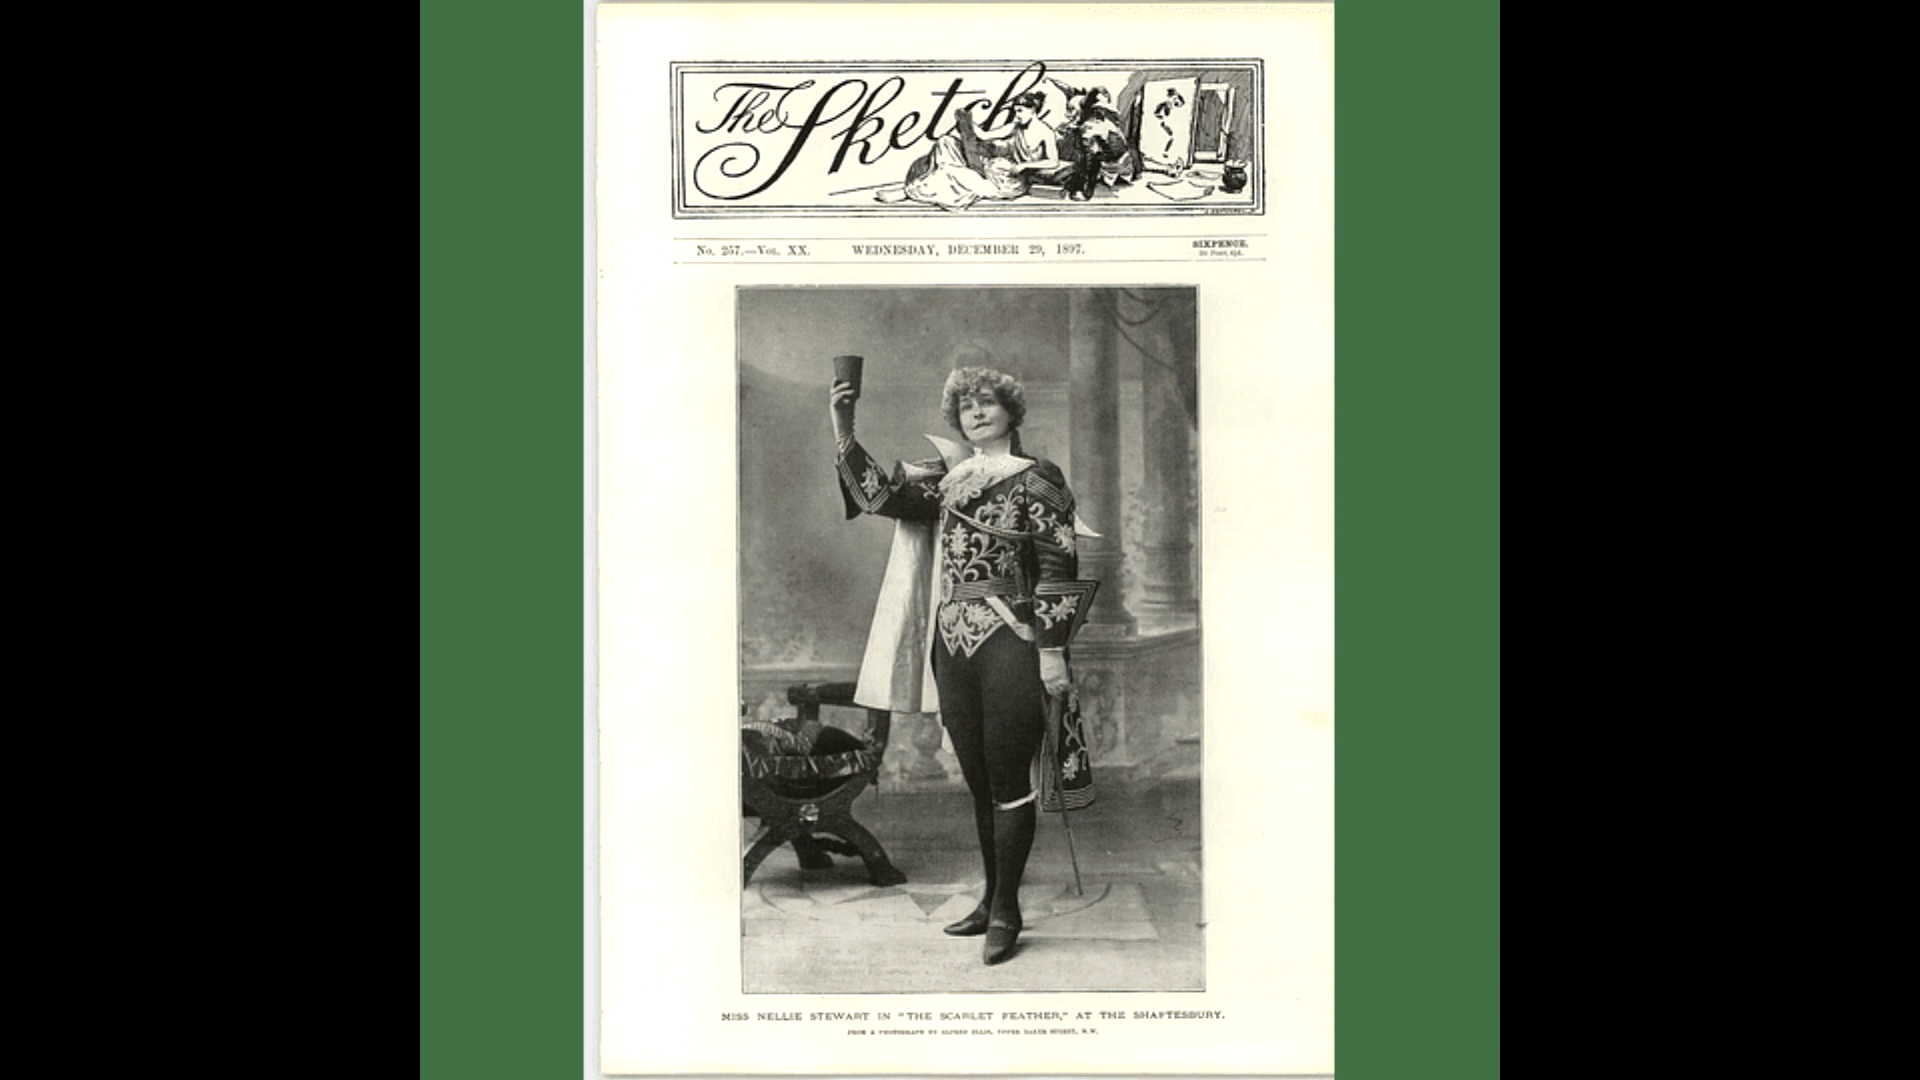 The Sketch
No. 257.—Vol. XX. WEDNESDAY, DECEMBER 29, 1897. SIXPENCE.
MISS NELLIE STEWART IN "THE SCARLET FEATHER," AT THE SHAFTESBURY.
FROM A PHOTOGRAPH BY ALFRED ELLIS, UPPER BAKER STREET, N.W.